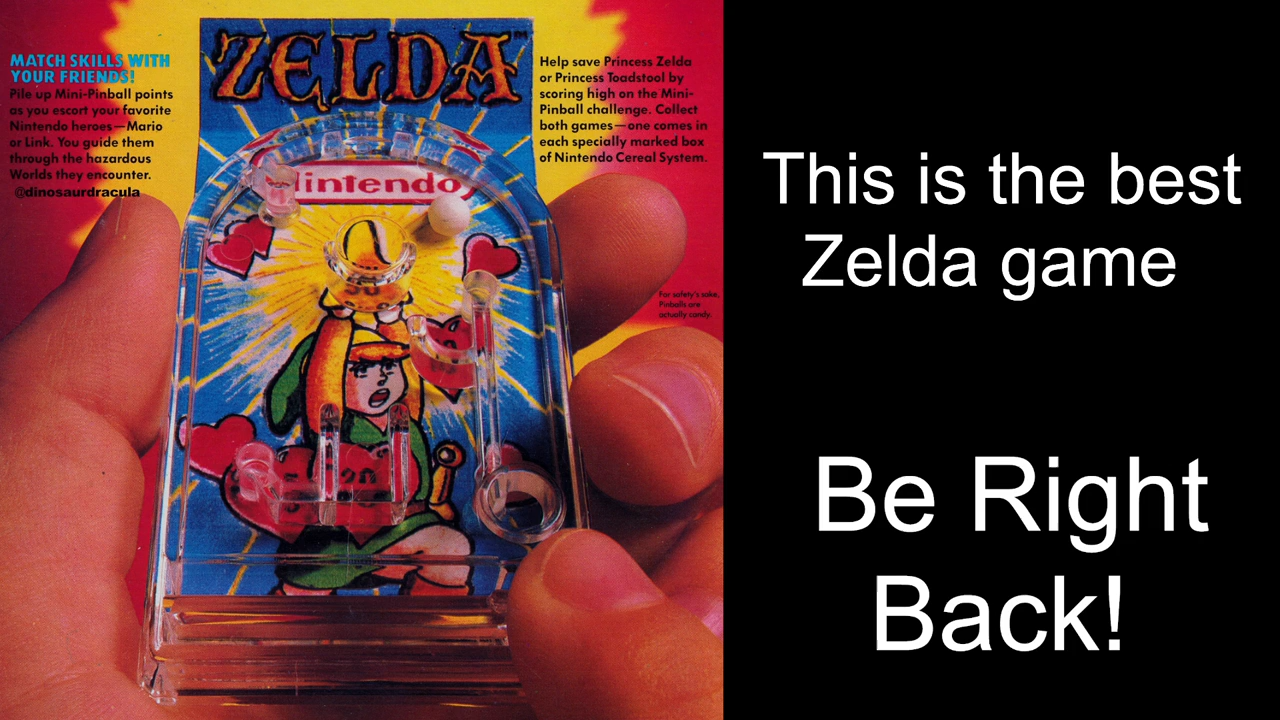 MATCH SKILLS WITH
YOUR FRIENDS!
Pile up Mini-Pinball points
as you escort your favorite
Nintendo heroes—Mario
or Link. You guide them
through the hazardous
Worlds they encounter.
@dinosaurdracula
ZELDA™
Help save Princess Zelda
or Princess Toadstool by
scoring high on the Mini-
Pinball challenge. Collect
both games—one comes in
each specially marked box
of Nintendo Cereal System.
Nintendo
For safety's sake,
Pinballs are
actually candy.
20
This is the best
Zelda game
Be Right
Back!